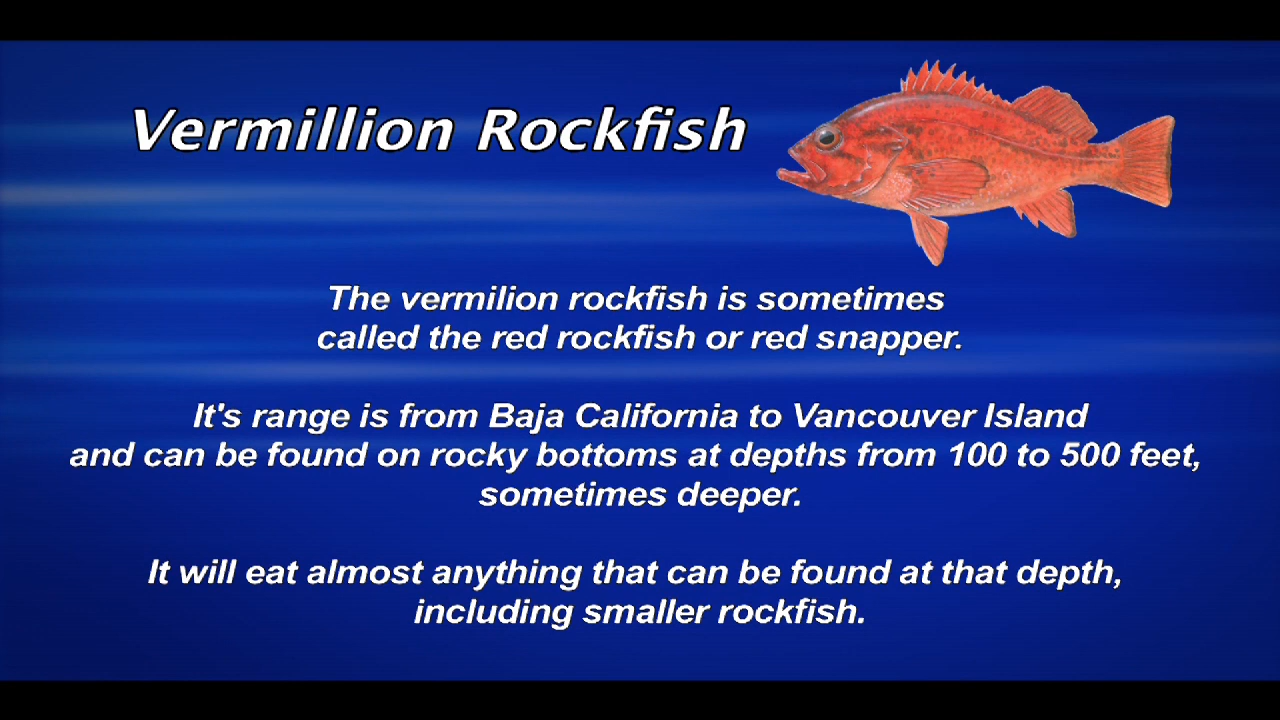 Vermillion Rockfish
The vermilion rockfish is sometimes
called the red rockfish or red snapper.
It's range is from Baja California to Vancouver Island
and can be found on rocky bottoms at depths from 100 to 500 feet,
sometimes deeper.
It will eat almost anything that can be found at that depth,
including smaller rockfish.